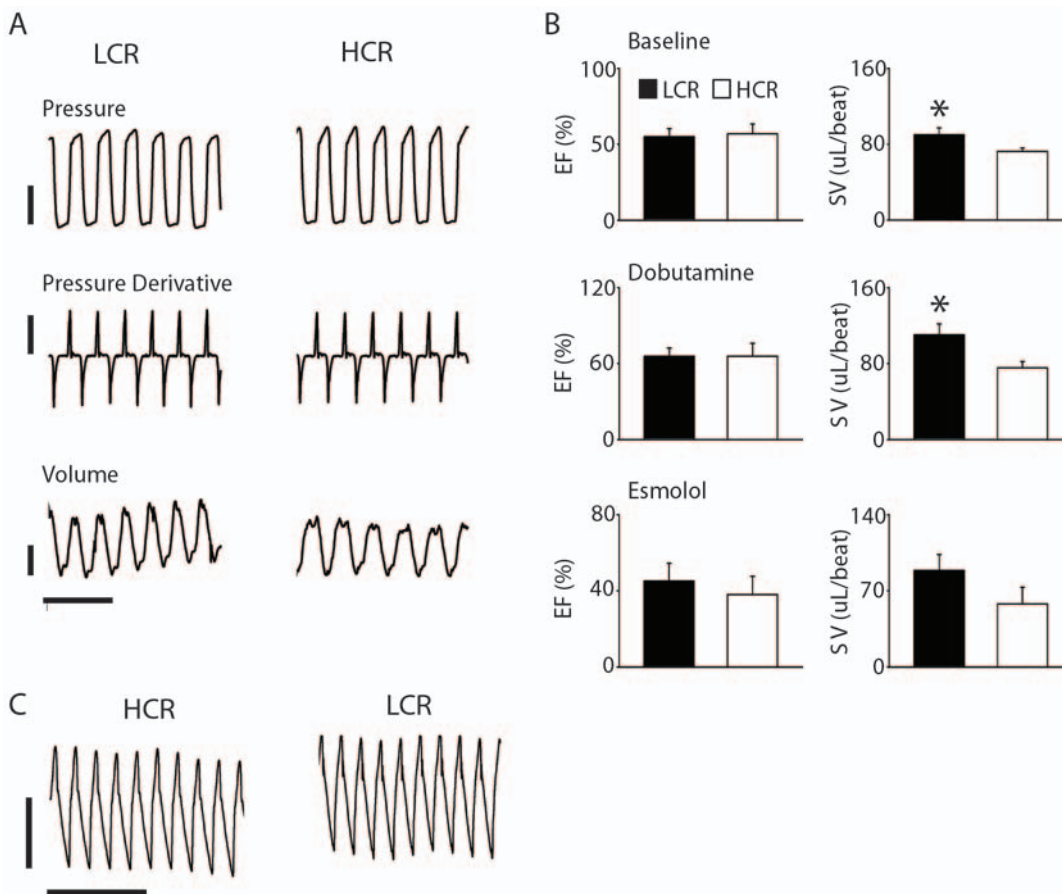 A
LCR
HCR
Pressure
Pressure Derivative
Volume
B
Baseline
100
50
0
EF (%)
LCR
HCR
160
80
0
SV (uL/beat)
*
Dobutamine
120
60
0
EF (%)
160
80
0
S V (uL/beat)
*
Esmolol
80
40
0
EF (%)
140
70
0
S V (uL/beat)
C
HCR
LCR